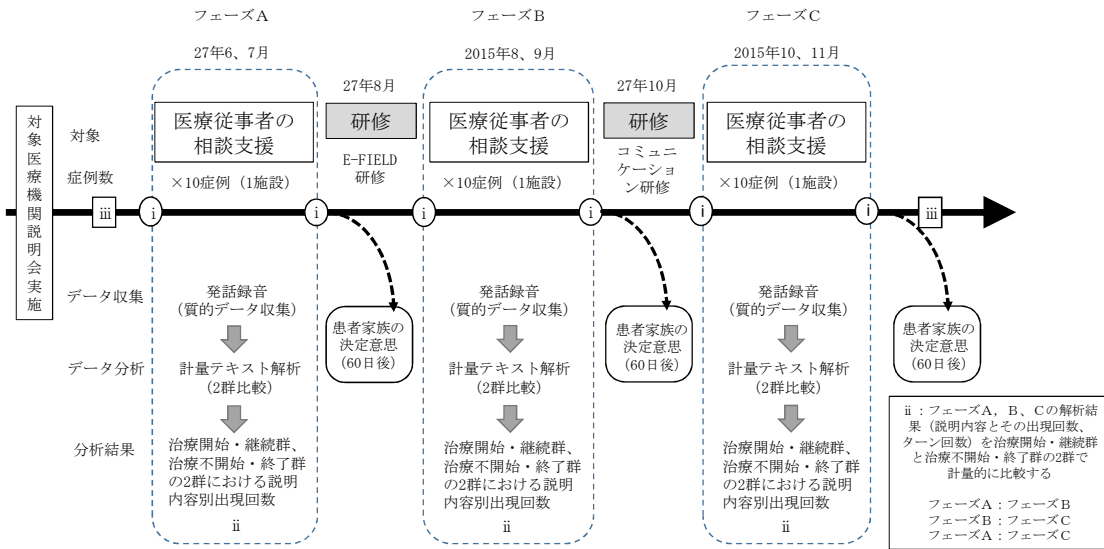 フェーズA
フェーズB
フェーズC
27年6、7月
2015年8、9月
2015年10、11月
27年8月
27年10月
対象医療機関説明会実施
対象
医療従事者の
相談支援
研修
医療従事者の
相談支援
研修
医療従事者の
相談支援
E-FIELD
研修
コミュニ
ケーショ
ン研修
症例数
×10症例（1施設）
×10症例（1施設）
×10症例（1施設）
iii
i
i
i
i
i
i
iii
データ収集
発話録音
(質的データ収集)
発話録音
(質的データ収集)
発話録音
(質的データ収集)
患者家族の
決定意思
(60日後)
患者家族の
決定意思
(60日後)
患者家族の
決定意思
(60日後)
データ分析
計量テキスト解析
(2群比較)
計量テキスト解析
(2群比較)
計量テキスト解析
(2群比較)
分析結果
治療開始・継続群、
治療不開始・終了群
の2群における説明
内容別出現回数
ii
治療開始・継続群、
治療不開始・終了群
の2群における説明
内容別出現回数
ii
治療開始・継続群、
治療不開始・終了群
の2群における説明
内容別出現回数
ii
ii：フェーズA，B、Cの解析結
果（説明内容とその出現回数、
ターン回数）を治療開始・継続群
と治療不開始・終了群の2群で
計量的に比較する
フェーズA：フェーズB
フェーズB：フェーズC
フェーズA：フェーズC